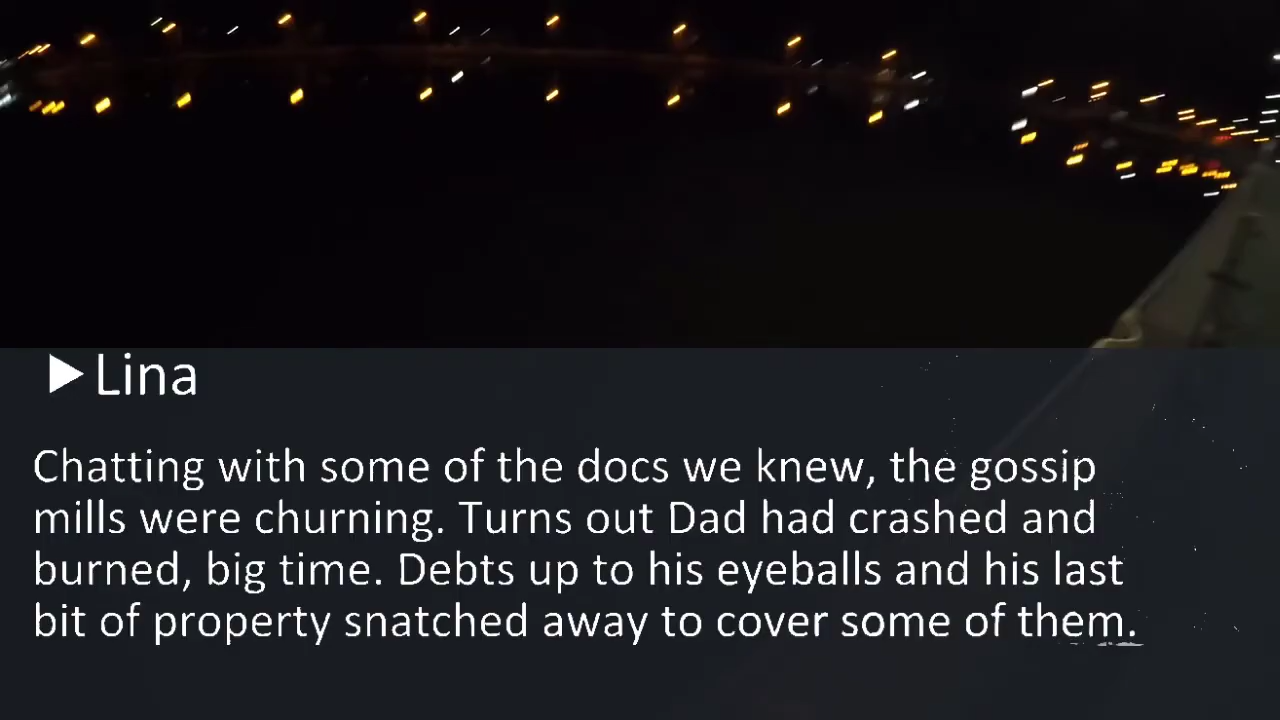 ▶Lina
Chatting with some of the docs we knew, the gossip
mills were churning. Turns out Dad had crashed and
burned, big time. Debts up to his eyeballs and his last
bit of property snatched away to cover some of them.